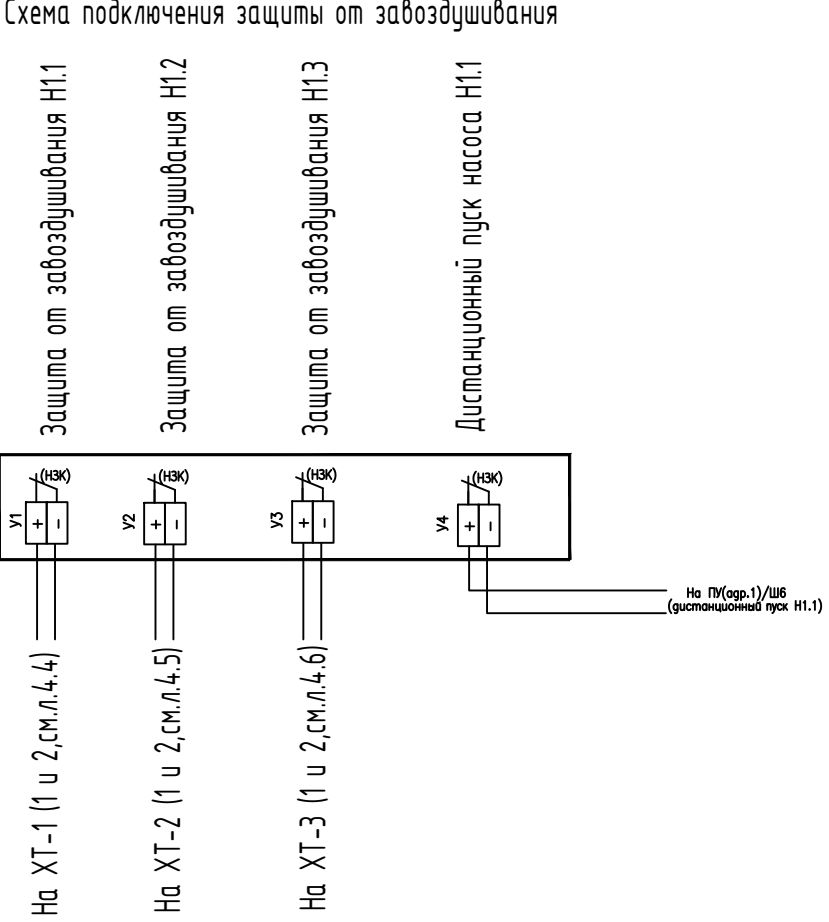 Схема подключения защиты от завоздушивания
Защита от завоздушивания Н1.1
Защита от завоздушивания Н1.2
Защита от завоздушивания Н1.3
Дистанционный пуск насоса Н1.1
(НЗК)
(НЗК)
(НЗК)
(НЗК)
У1
+ -
У2
+ -
У3
+ -
У4
+ -
На ПУ(адр.1)/Ш6
(дистанционный пуск Н1.1)
На ХТ-1 (1 и 2,см.л.4.4)
На ХТ-2 (1 и 2,см.л.4.5)
На ХТ-3 (1 и 2,см.л.4.6)